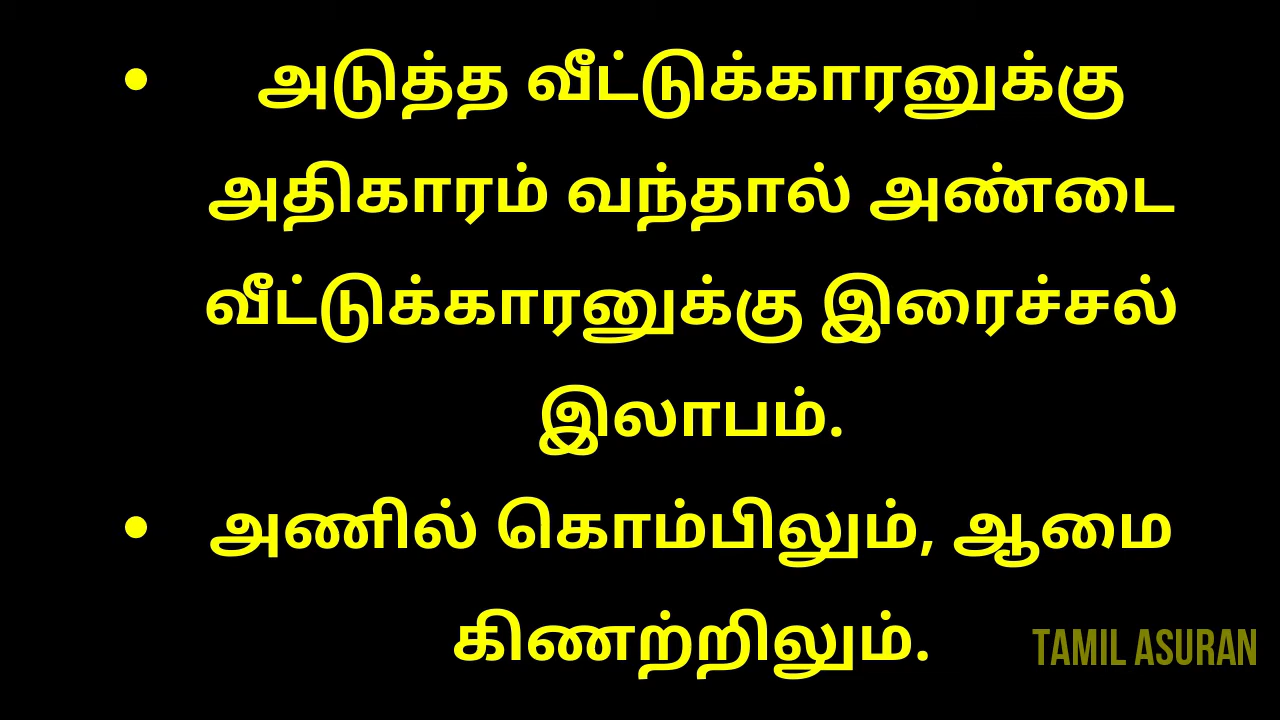 • அடுத்த வீட்டுக்காரனுக்கு
அதிகாரம் வந்தால் அண்டை
வீட்டுக்காரனுக்கு இரைச்சல்
இலாபம்.
• அணில் கொம்பிலும், ஆமை
கிணற்றிலும்.
TAMIL ASURAN